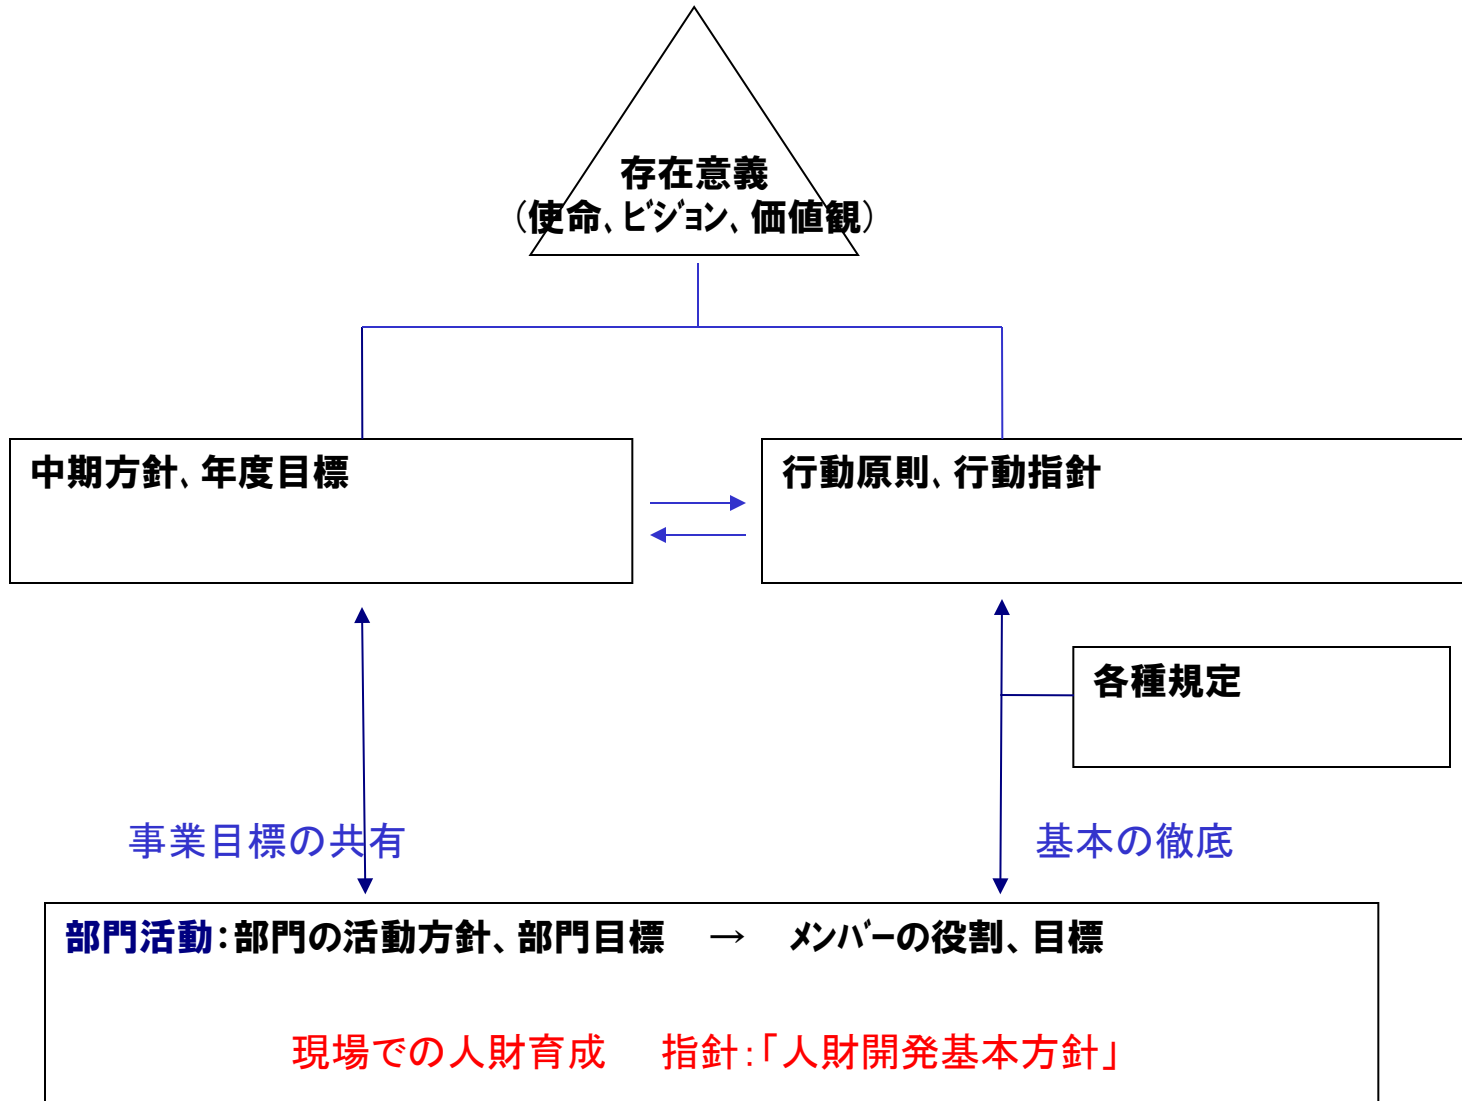 存在意義
(使命、ビジョン、価値観)
中期方針、年度目標
行動原則、行動指針
各種規定
事業目標の共有
基本の徹底
部門活動：部門の活動方針、部門目標　→　メンバーの役割、目標
現場での人財育成　指針：「人財開発基本方針」